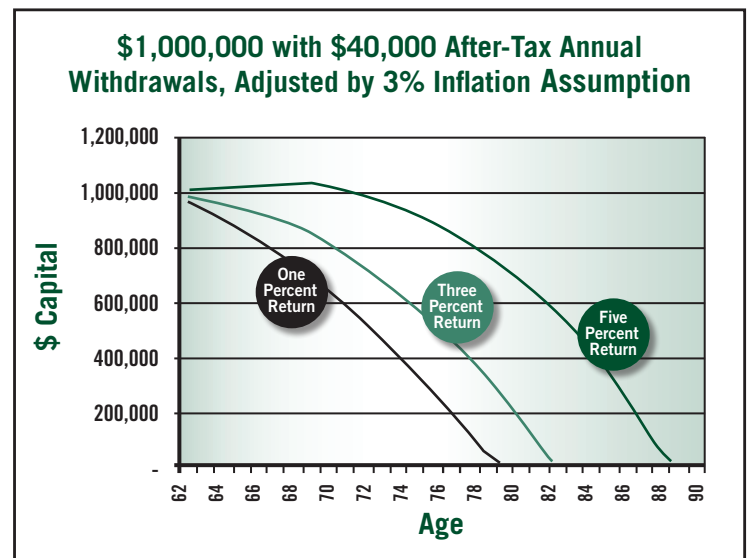 $1,000,000 with $40,000 After-Tax Annual
Withdrawals, Adjusted by 3% Inflation Assumption
1,200,000
1,000,000
800,000
600,000
400,000
200,000
-
$ Capital
One
Percent
Return
Three
Percent
Return
Five
Percent
Return
62 64 66 68 70 72 74 76 78 80 82 84 86 88 90
Age